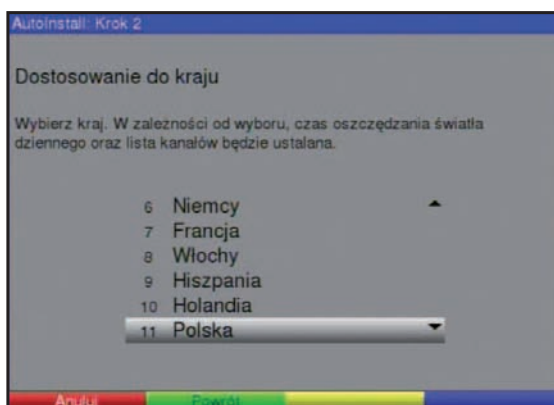 AutoInstall: Krok 2
Dostosowanie do kraju
Wybierz kraj. W zależności od wyboru, czas oszczędzania światła
dziennego oraz lista kanałów będzie ustalana.
6 Niemcy
7 Francja
8 Włochy
9 Hiszpania
10 Holandia
11 Polska
Anuluj Powrót